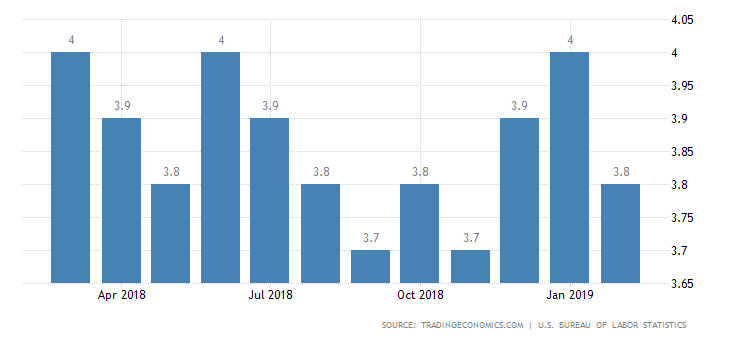 4.05
4 4 4 4
3.95
3.9 3.9 3.9 3.9
3.85
3.8 3.8 3.8 3.8 3.8
3.75
3.7 3.7 3.7
3.65
Apr 2018 Jul 2018 Oct 2018 Jan 2019
SOURCE: TRADINGECONOMICS.COM | U.S. BUREAU OF LABOR STATISTICS